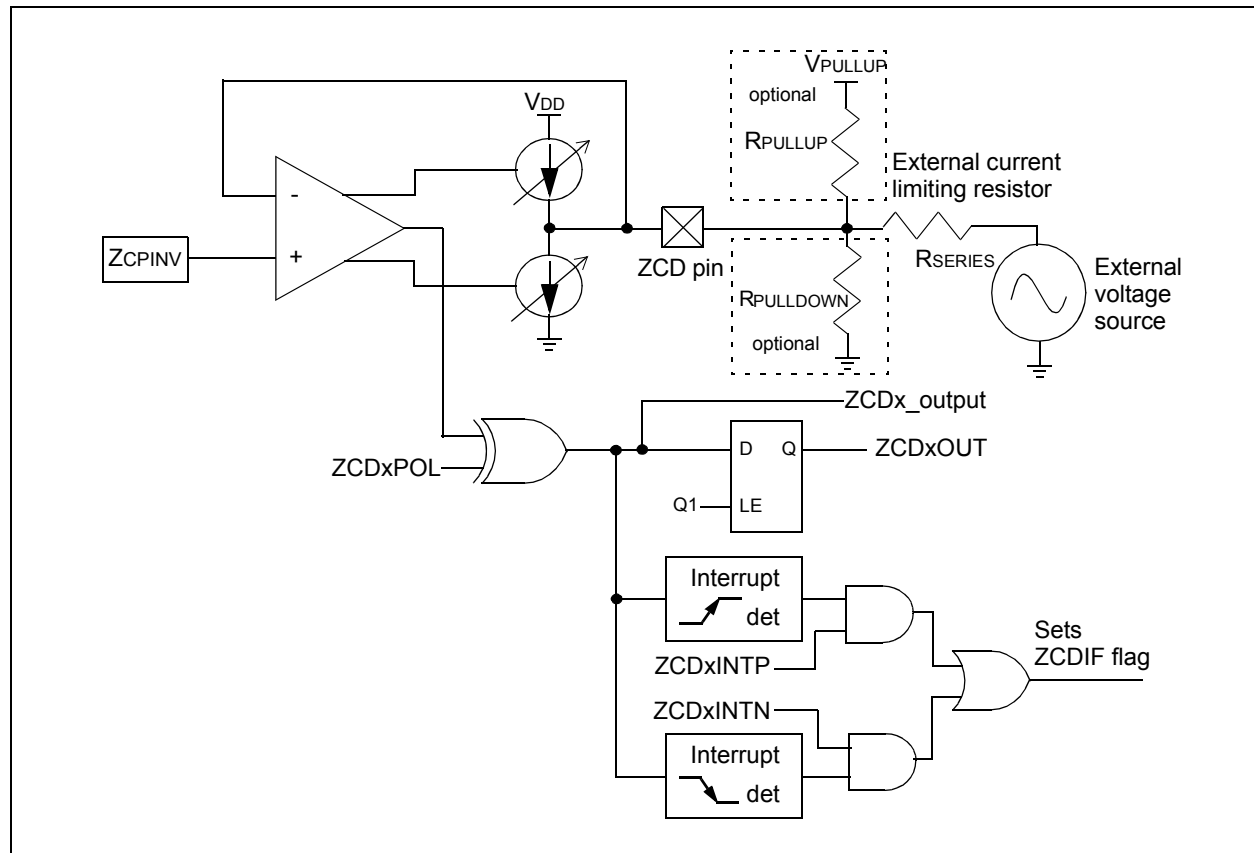 VPULLUP
optional
VDD
RPULLUP
External current
limiting resistor
-
+
ZCPINV
ZCD pin
RSERIES
RPULLDOWN
optional
External
voltage
source
ZCDx_output
D
Q
ZCDxOUT
ZCDxPOL
Q1
LE
Interrupt
det
ZCDxINTP
Sets
ZCDIF flag
ZCDxINTN
Interrupt
det